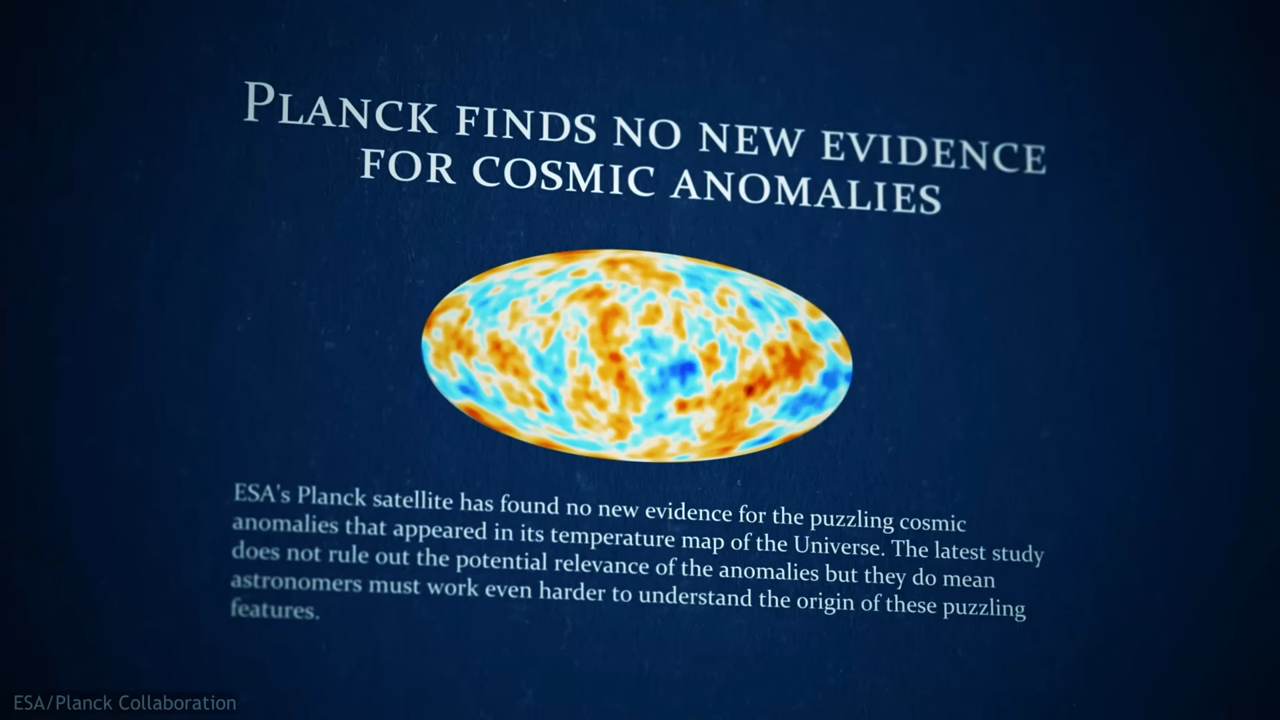 PLANCK FINDS NO NEW EVIDENCE
FOR COSMIC ANOMALIES
ESA's Planck satellite has found no new evidence for the puzzling cosmic
anomalies that appeared in its temperature map of the Universe. The latest study
does not rule out the potential relevance of the anomalies but they do mean
astronomers must work even harder to understand the origin of these puzzling
features.
ESA/Planck Collaboration